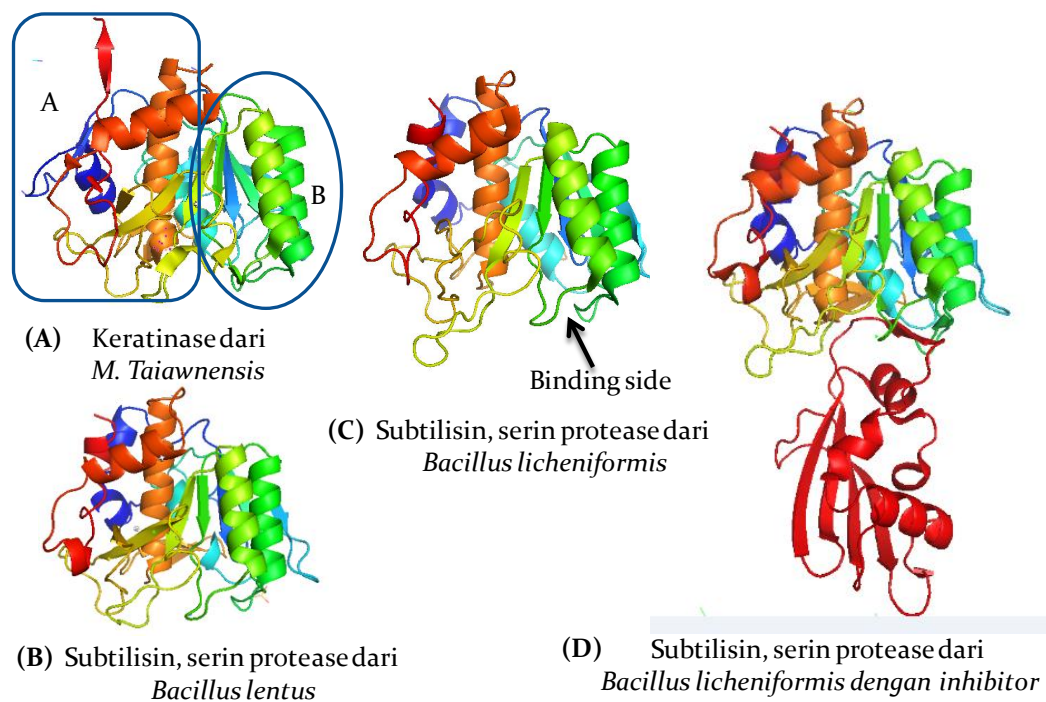 A
B
(A) Keratinase dari
M. Taiawnensis
Binding side
(C) Subtilisin, serin protease dari
Bacillus licheniformis
(B) Subtilisin, serin protease dari
Bacillus lentus
(D) Subtilisin, serin protease dari
Bacillus licheniformis dengan inhibitor